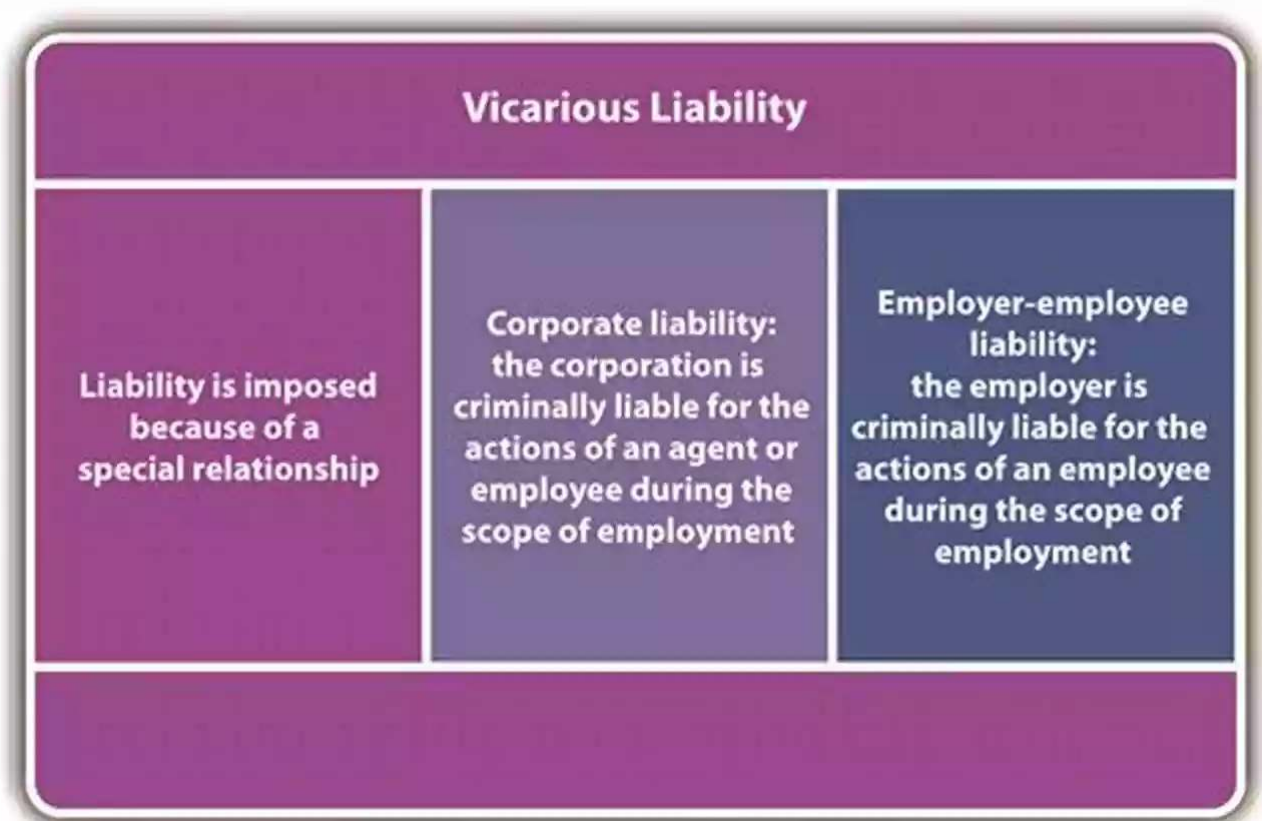 Vicarious Liability
Liability is imposed
because of a
special relationship
Corporate liability:
the corporation is
criminally liable for the
actions of an agent or
employee during the
scope of employment
Employer-employee
liability:
the employer is
criminally liable for the
actions of an employee
during the scope of
employment